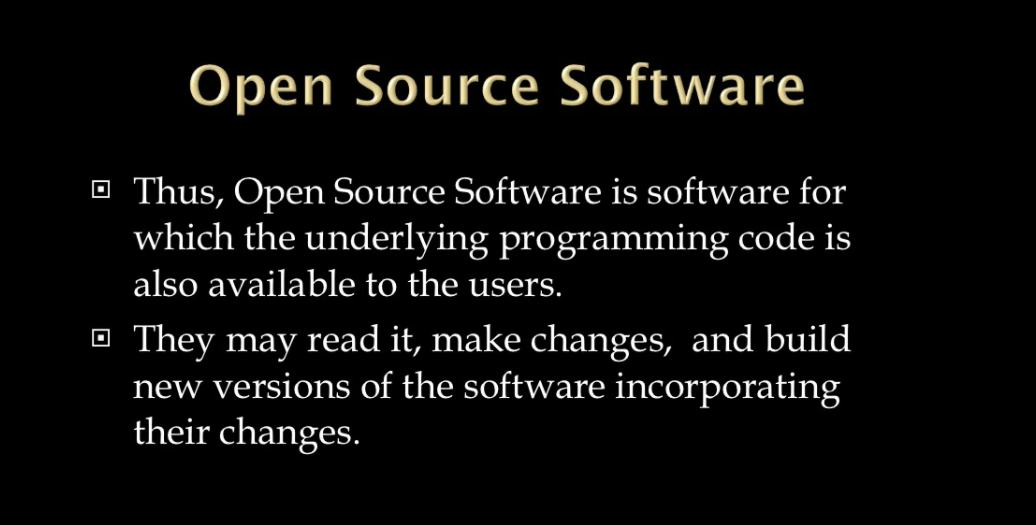 Open Source Software
Thus, Open Source Software is software for
which the underlying programming code is
also available to the users.
They may read it, make changes,  and build
new versions of the software incorporating
their changes.